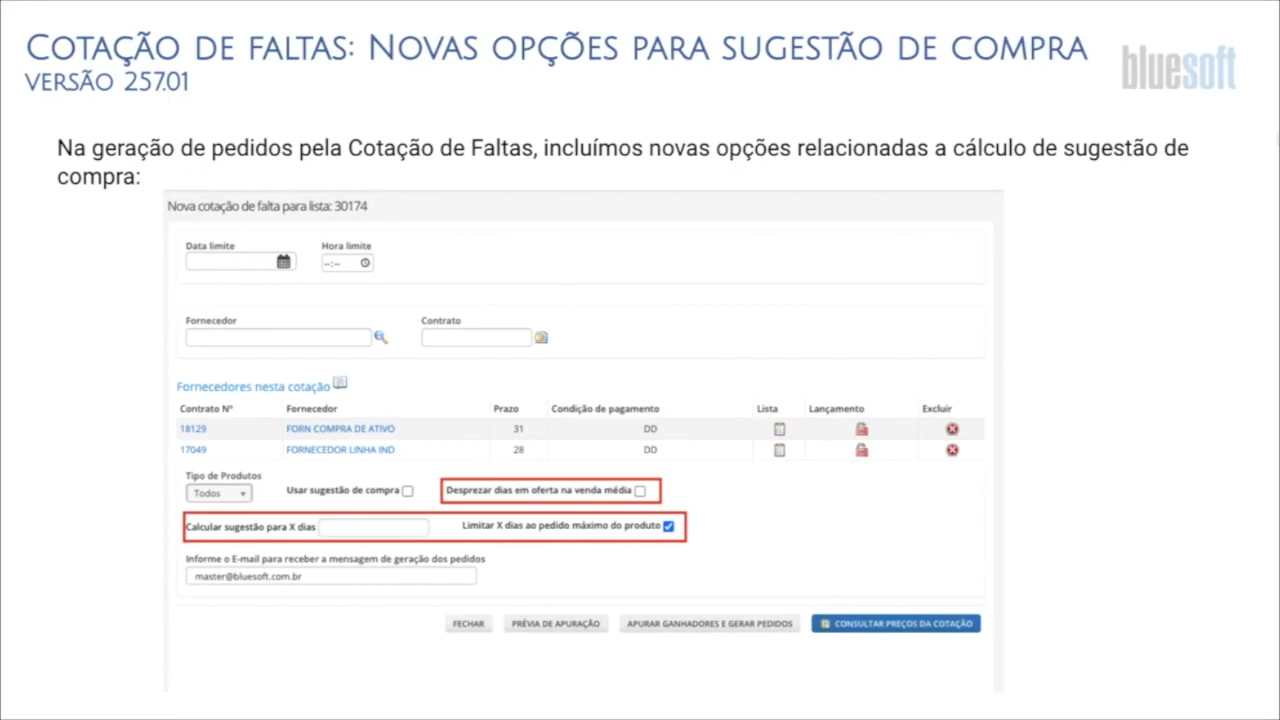 COTAÇÃO DE FALTAS: NOVAS OPÇÕES PARA SUGESTÃO DE COMPRA
VERSÃO 257.01
bluesoft
Na geração de pedidos pela Cotação de Faltas, incluímos novas opções relacionadas a cálculo de sugestão de
compra:
Nova cotação de falta para lista: 30174
Data limite Hora limite
--:--
Fornecedor Contrato
Fornecedores nesta cotação
Contrato Nº Fornecedor Prazo Condição de pagamento Lista Lançamento Excluir
18129 FORN COMPRA DE ATIVO 31 DD
17049 FORNECEDOR LINHA IND 28 DD
Tipo de Produtos
Todos Usar sugestão de compra Desprezar dias em oferta na venda média
Calcular sugestão para X dias Limitar X dias ao pedido máximo do produto
Informe o E-mail para receber a mensagem de geração dos pedidos
master@bluesoft.com.br
FECHAR PRÉVIA DE APURAÇÃO APURAR GANHADORES E GERAR PEDIDOS CONSULTAR PREÇOS DA COTAÇÃO